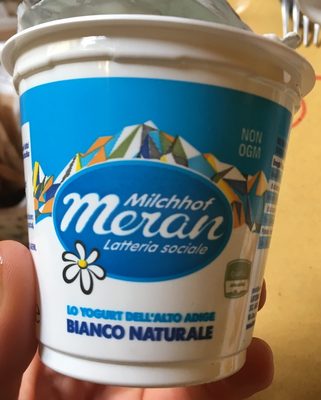 NON
OGM
Milchhof
Meran
Latteria sociale
LO YOGURT DELL'ALTO ADIGE
BIANCO NATURALE